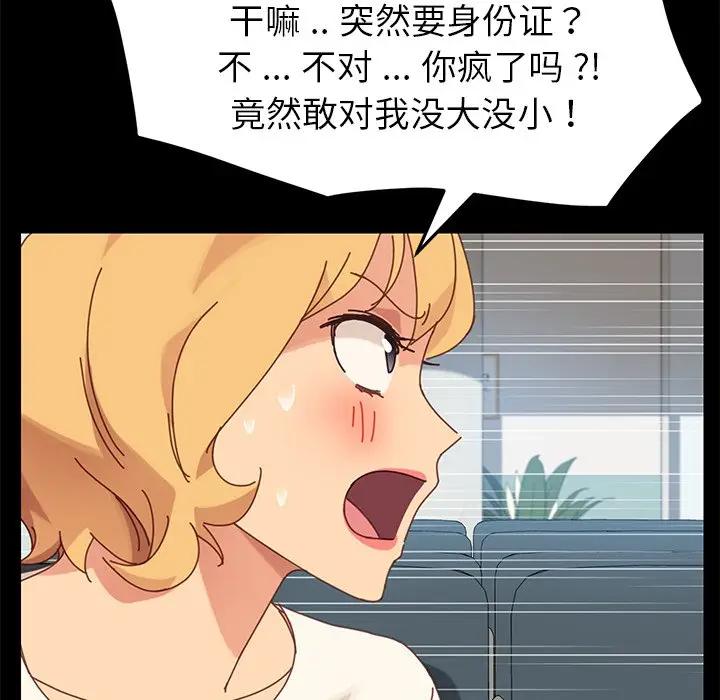 干嘛 .. 突然要身份证？
不 ... 不对 ... 你疯了吗 ?!
竟然敢对我没大没小！